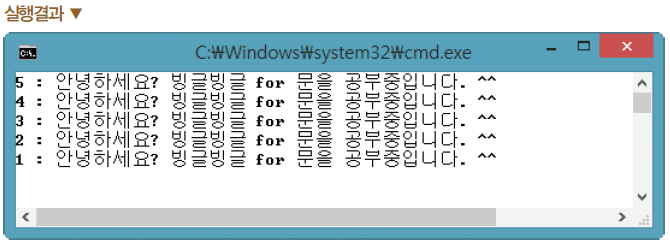 실행결과 ▼
C:\Windows\system32\cmd.exe
5 : 안녕하세요? 빙글빙글 for 문을 공부중입니다. ^^
4 : 안녕하세요? 빙글빙글 for 문을 공부중입니다. ^^
3 : 안녕하세요? 빙글빙글 for 문을 공부중입니다. ^^
2 : 안녕하세요? 빙글빙글 for 문을 공부중입니다. ^^
1 : 안녕하세요? 빙글빙글 for 문을 공부중입니다. ^^